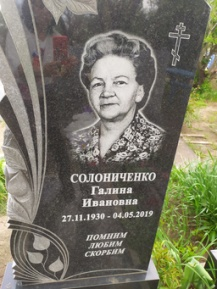 СОЛОНИЧЕНКО
Галина
Ивановна
27.11.1930 - 04.05.2019
ПОМНИМ
ЛЮБИМ
СКОРБИМ